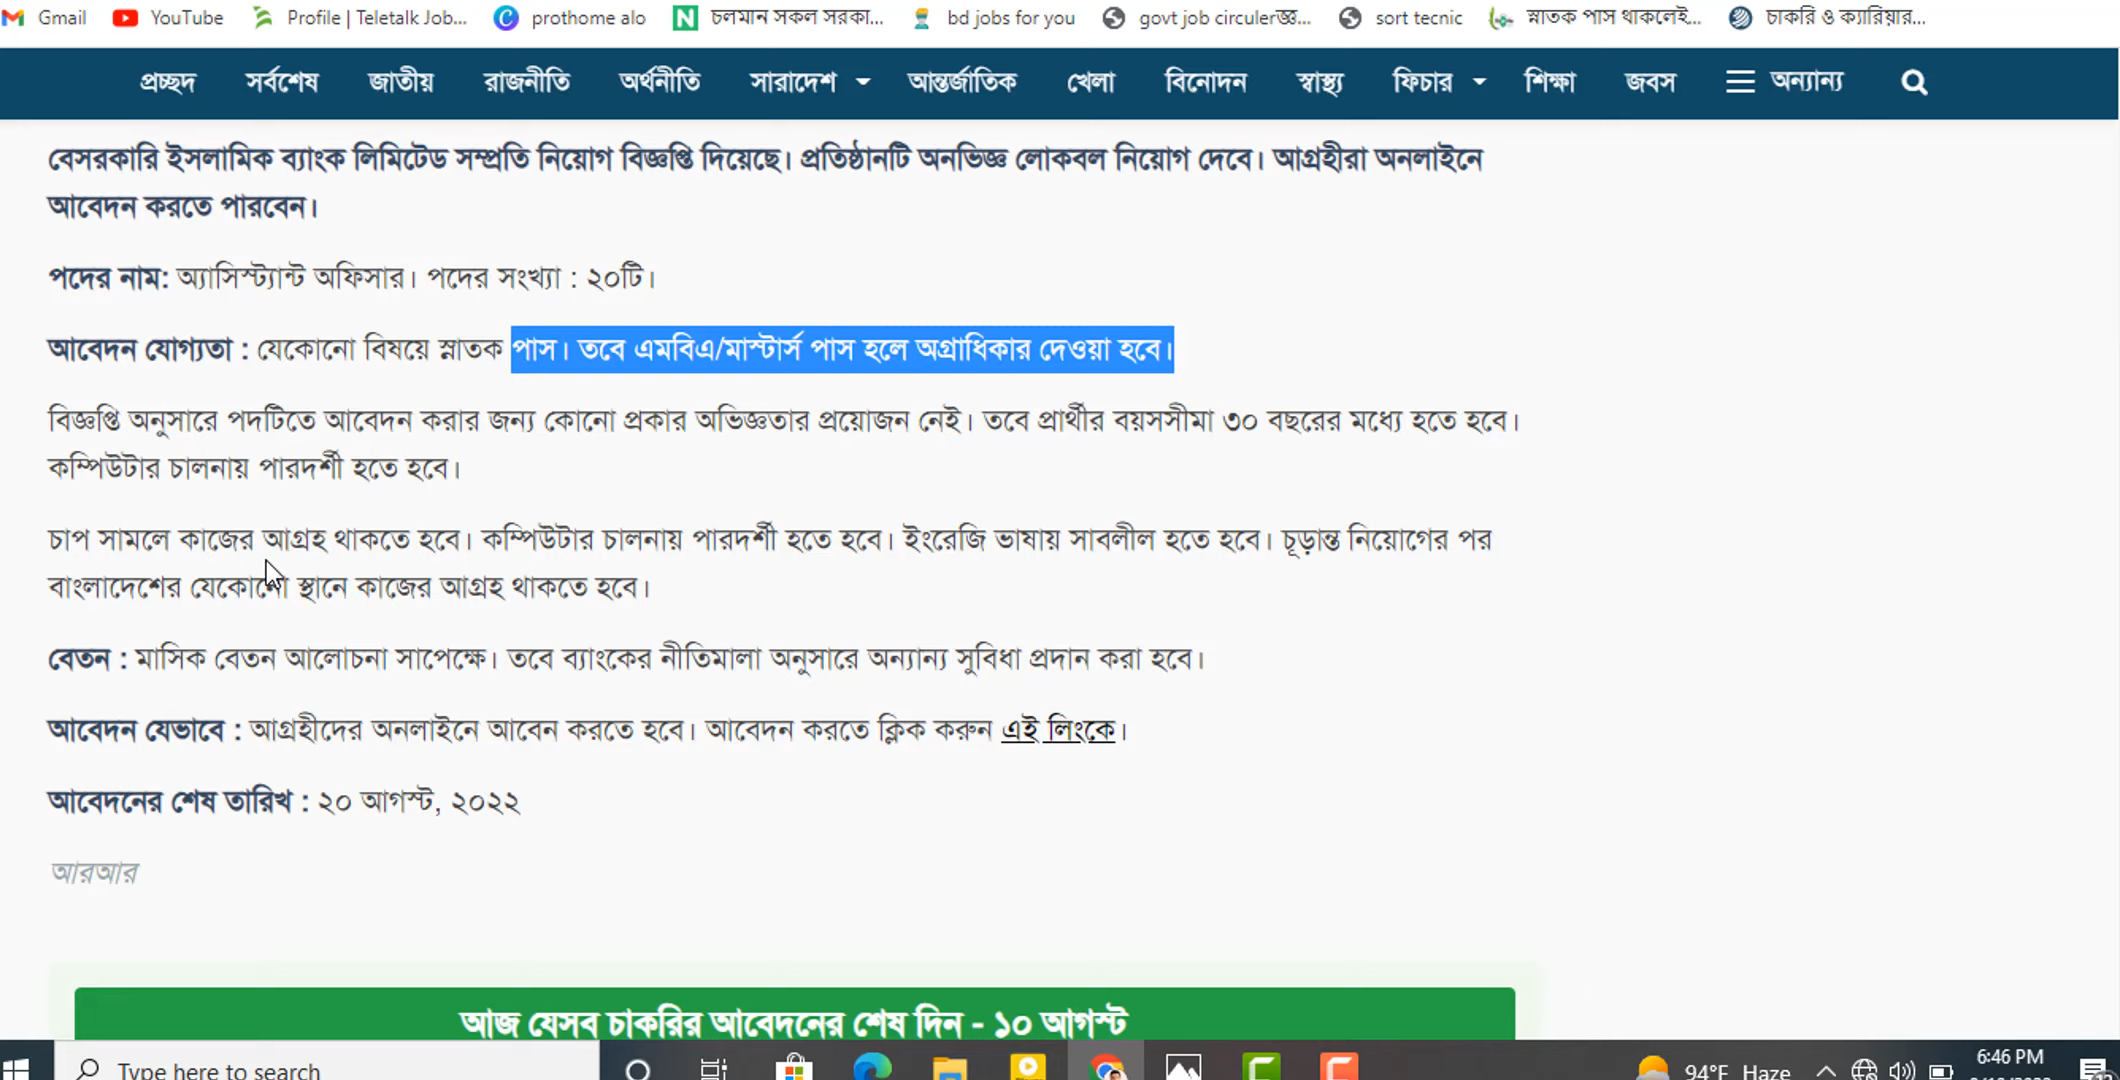 Gmail YouTube Profile | Teletalk Job... prothome alo চলমান সকল সরকা... bd jobs for you govt job circulerজ্ঞ... sort tecnic স্নাতক পাস থাকলেই... চাকরি ও ক্যারিয়ার...
প্রচ্ছদ সর্বশেষ জাতীয় রাজনীতি অর্থনীতি সারাদেশ আন্তর্জাতিক খেলা বিনোদন স্বাস্থ্য ফিচার শিক্ষা জবস অন্যান্য
বেসরকারি ইসলামিক ব্যাংক লিমিটেড সম্প্রতি নিয়োগ বিজ্ঞপ্তি দিয়েছে। প্রতিষ্ঠানটি অনভিজ্ঞ লোকবল নিয়োগ দেবে। আগ্রহীরা অনলাইনে
আবেদন করতে পারবেন।
পদের নাম: অ্যাসিস্ট্যান্ট অফিসার। পদের সংখ্যা : ২০টি।
আবেদন যোগ্যতা : যেকোনো বিষয়ে স্নাতক পাস। তবে এমবিএ/মাস্টার্স পাস হলে অগ্রাধিকার দেওয়া হবে।
বিজ্ঞপ্তি অনুসারে পদটিতে আবেদন করার জন্য কোনো প্রকার অভিজ্ঞতার প্রয়োজন নেই। তবে প্রার্থীর বয়সসীমা ৩০ বছরের মধ্যে হতে হবে।
কম্পিউটার চালনায় পারদর্শী হতে হবে।
চাপ সামলে কাজের আগ্রহ থাকতে হবে। কম্পিউটার চালনায় পারদর্শী হতে হবে। ইংরেজি ভাষায় সাবলীল হতে হবে। চূড়ান্ত নিয়োগের পর
বাংলাদেশের যেকোনো স্থানে কাজের আগ্রহ থাকতে হবে।
বেতন : মাসিক বেতন আলোচনা সাপেক্ষে। তবে ব্যাংকের নীতিমালা অনুসারে অন্যান্য সুবিধা প্রদান করা হবে।
আবেদন যেভাবে : আগ্রহীদের অনলাইনে আবেন করতে হবে। আবেদন করতে ক্লিক করুন এই লিংকে।
আবেদনের শেষ তারিখ : ২০ আগস্ট, ২০২২
আরআর
আজ যেসব চাকরির আবেদনের শেষ দিন - ১০ আগস্ট
Type here to search 94°F Haze 6:46 PM